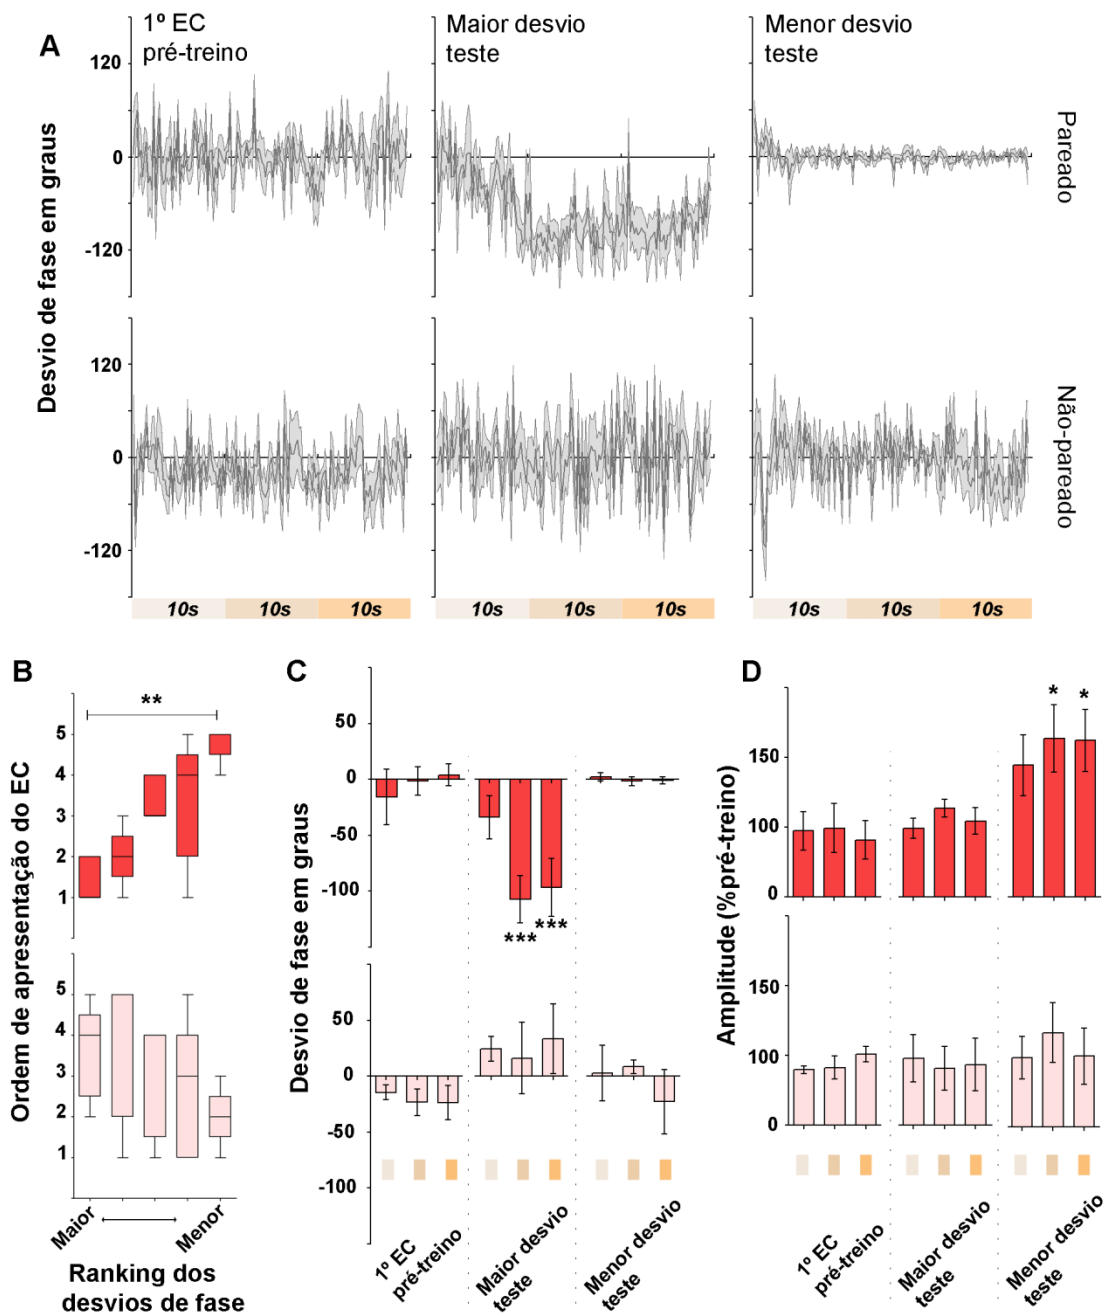 A
1º EC
pré-treino
Maior desvio
teste
Menor desvio
teste
Desvio de fase em graus
120
0
-120
Pareado
120
0
-120
Não-pareado
10s 10s 10s
10s 10s 10s
10s 10s 10s
B
**
Ordem de apresentação do EC
5
4
3
2
1
5
4
3
2
1
Maior
Menor
Ranking dos
desvios de fase
C
Desvio de fase em graus
50
0
-50
-100
*** ***
50
0
-50
-100
1º EC
pré-treino
Maior desvio
teste
Menor desvio
teste
D
Amplitude (%pré-treino)
* *
150
100
0
150
100
0
1º EC
pré-treino
Maior desvio
teste
Menor desvio
teste